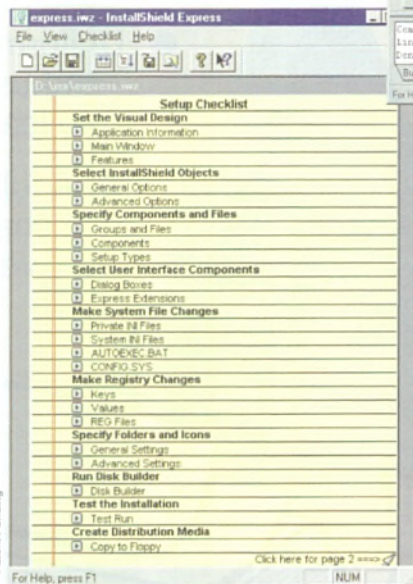 express.iwz - InstallShield Express
File View Checklist Help
Setup Checklist
Set the Visual Design
Application Information
Main Window
Features
Select InstallShield Objects
General Options
Advanced Options
Specify Components and Files
Groups and Files
Components
Setup Types
Select User Interface Components
Dialog Boxes
Express Extensions
Make System File Changes
Private INI Files
System INI Files
AUTOEXEC.BAT
CONFIG.SYS
Make Registry Changes
Keys
Values
REG Files
Specify Folders and Icons
General Settings
Advanced Settings
Run Disk Builder
Disk Builder
Test the Installation
Test Run
Create Distribution Media
Copy to Floppy
Click here for page 2 ===>
For Help, press F1
NUM